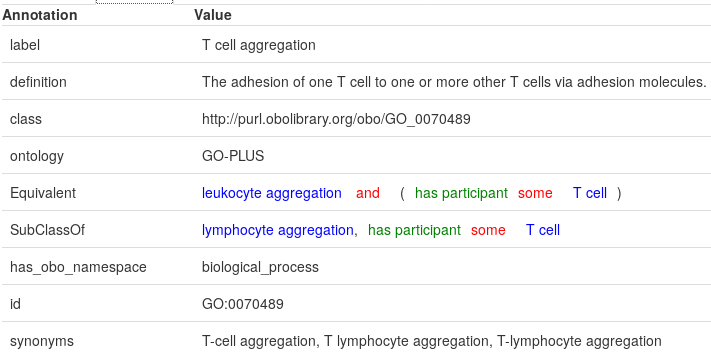 Annotation Value
label T cell aggregation
definition The adhesion of one T cell to one or more other T cells via adhesion molecules.
class http://purl.obolibrary.org/obo/GO_0070489
ontology GO-PLUS
Equivalent leukocyte aggregation and ( has participant some T cell )
SubClassOf lymphocyte aggregation, has participant some T cell
has_obo_namespace biological_process
id GO:0070489
synonyms T-cell aggregation, T lymphocyte aggregation, T-lymphocyte aggregation